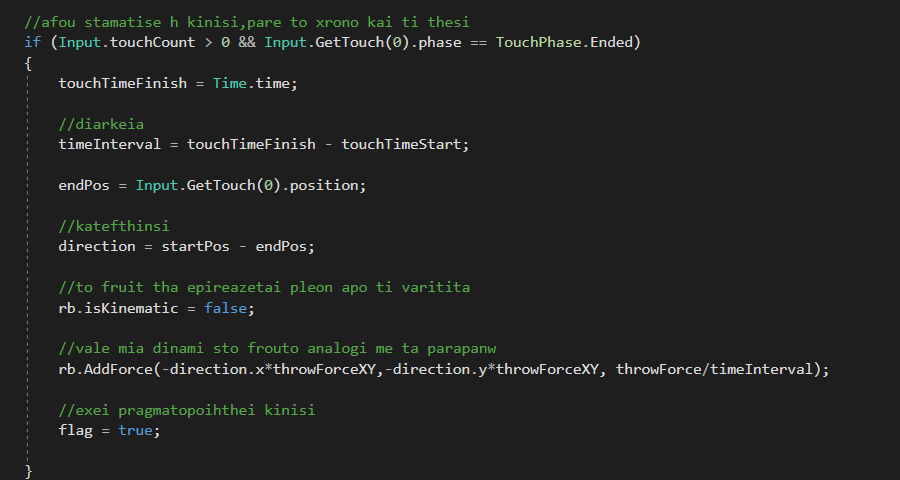 //afou stamatise h kinisi,pare to xrono kai ti thesi
if (Input.touchCount > 0 && Input.GetTouch(0).phase == TouchPhase.Ended)
{
touchTimeFinish = Time.time;
//diarkeia
timeInterval = touchTimeFinish - touchTimeStart;
endPos = Input.GetTouch(0).position;
//katefthinsi
direction = startPos - endPos;
//to fruit tha epireazetai pleon apo ti varitita
rb.isKinematic = false;
//vale mia dinami sto frouto analogi me ta parapanw
rb.AddForce(-direction.x*throwForceXY,-direction.y*throwForceXY, throwForce/timeInterval);
//exei pragmatopoihthei kinisi
flag = true;
}